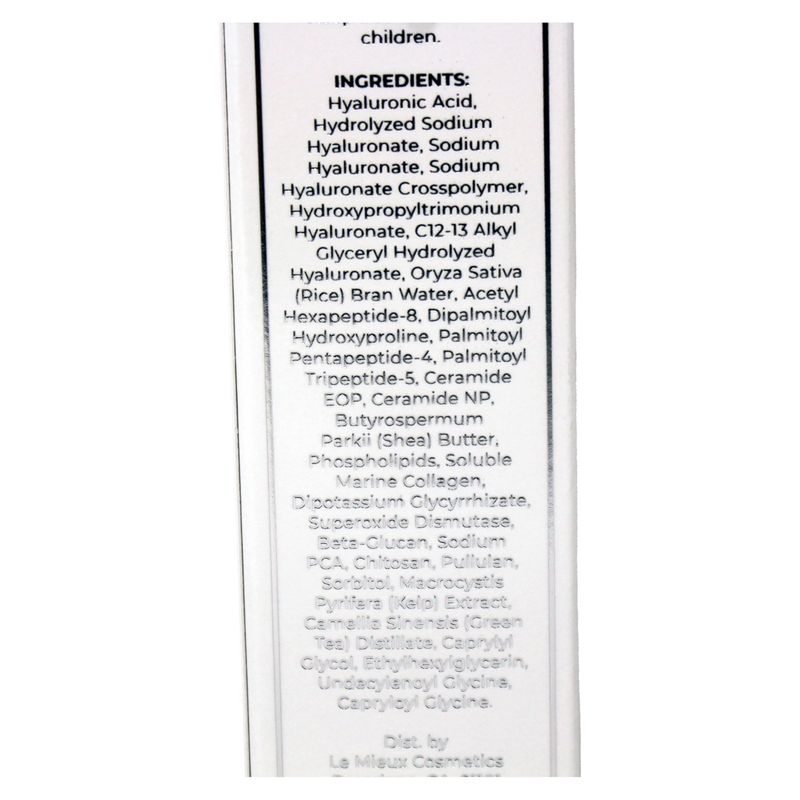 children.
INGREDIENTS:
Hyaluronic Acid,
Hydrolyzed Sodium
Hyaluronate, Sodium
Hyaluronate, Sodium
Hyaluronate Crosspolymer,
Hydroxypropyltrimonium
Hyaluronate, C12-13 Alkyl
Glyceryl Hydrolyzed
Hyaluronate, Oryza Sativa
(Rice) Bran Water, Acetyl
Hexapeptide-8, Dipalmitoyl
Hydroxyproline, Palmitoyl
Pentapeptide-4, Palmitoyl
Tripeptide-5, Ceramide
EOP, Ceramide NP,
Butyrospermum
Parkii (Shea) Butter,
Phospholipids, Soluble
Marine Collagen,
Dipotassium Glycyrrhizate,
Superoxide Dismutase,
Beta-Glucan, Sodium
PCA, Chitosan, Pullulan,
Sorbitol, Macrocystis
Pyrifera (Kelp) Extract,
Camellia Sinensis (Green
Tea) Distillate, Caprylyl
Glycol, Ethylhexylglycerin,
Undecylenoyl Glycine,
Capryloyl Glycine.
Dist. by
Le Mieux Cosmetics